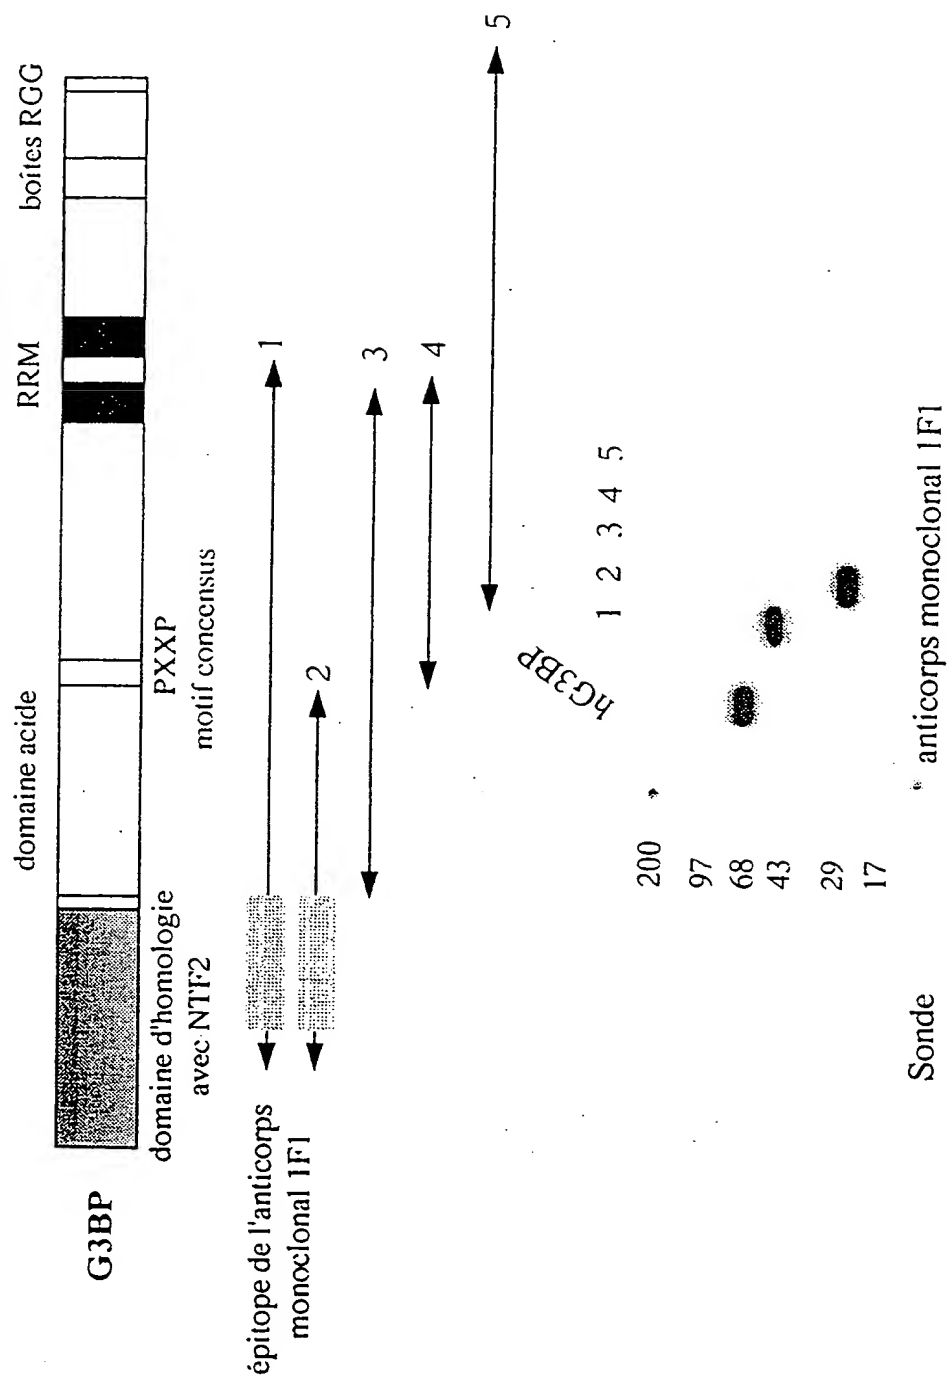 G3BP
domaine acide
RRM
boîtes RGG
domaine d'homologie
avec NTF2
PXXP
motif concensus
épitope de l'anticorps
monoclonal 1F1
1
2
3
4
5
hG3BP
1 2 3 4 5
200
97
68
43
29
17
Sonde
anticorps monoclonal 1F1